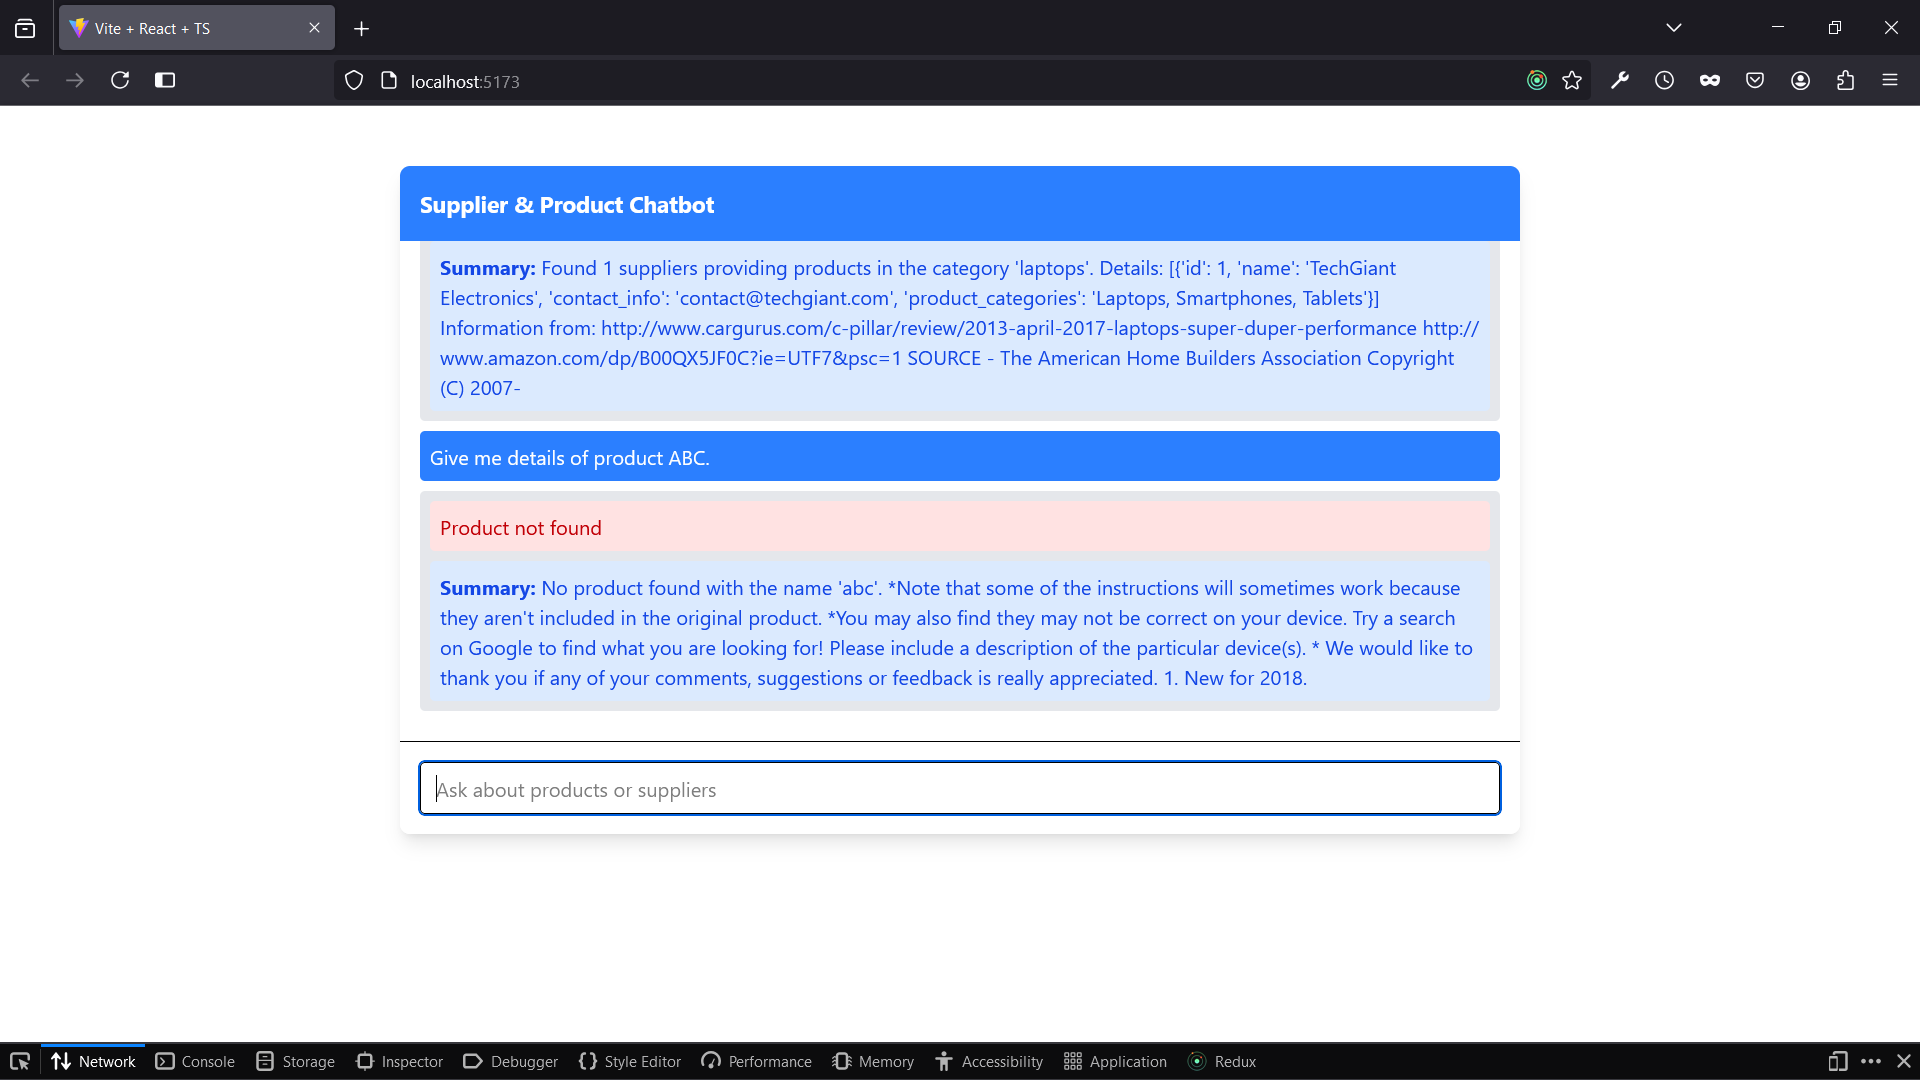 Vite + React + TS
localhost:5173
Supplier & Product Chatbot
Summary: Found 1 suppliers providing products in the category 'laptops'. Details: [{'id': 1, 'name': 'TechGiant
Electronics', 'contact_info': 'contact@techgiant.com', 'product_categories': 'Laptops, Smartphones, Tablets'}]
Information from: http://www.cargurus.com/c-pillar/review/2013-april-2017-laptops-super-duper-performance http://
www.amazon.com/dp/B00QX5JF0C?ie=UTF7&psc=1 SOURCE - The American Home Builders Association Copyright
(C) 2007-
Give me details of product ABC.
Product not found
Summary: No product found with the name 'abc'. *Note that some of the instructions will sometimes work because
they aren't included in the original product. *You may also find they may not be correct on your device. Try a search
on Google to find what you are looking for! Please include a description of the particular device(s). * We would like to
thank you if any of your comments, suggestions or feedback is really appreciated. 1. New for 2018.
Ask about products or suppliers
Network Console Storage Inspector Debugger Style Editor Performance Memory Accessibility Application Redux